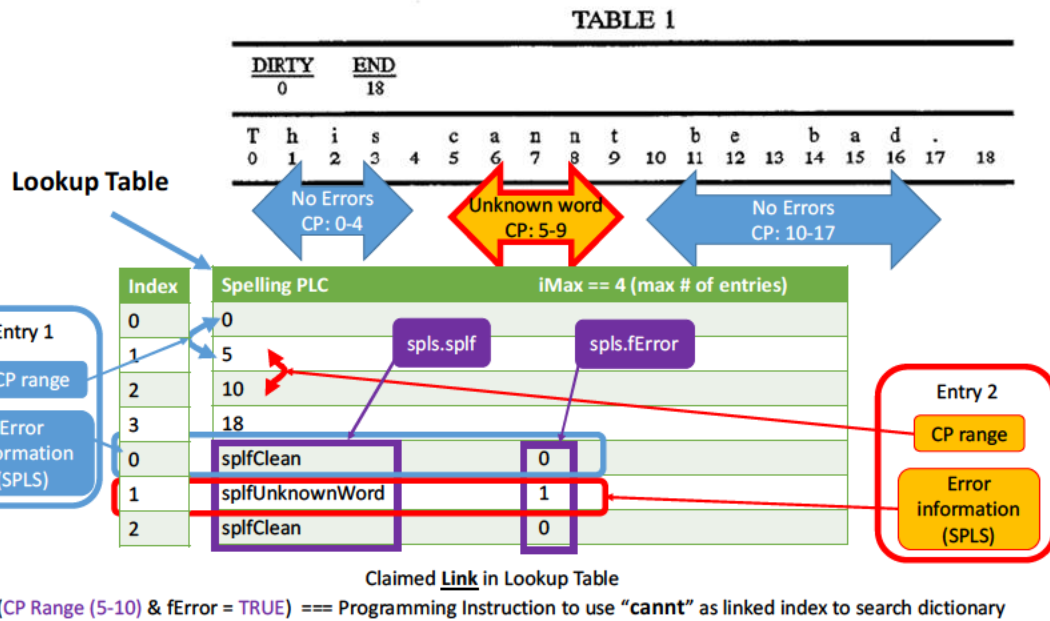 TABLE 1
DIRTY END
0 18
T h i s c a n n t b e b a d .
0 1 2 3 4 5 6 7 8 9 10 11 12 13 14 15 16 17 18
Lookup Table
No Errors
CP: 0-4
Unknown word
CP: 5-9
No Errors
CP: 10-17
Index Spelling PLC iMax == 4 (max # of entries)
0 0
1 5
2 10
3 18
0 splfClean 0
1 splfUnknownWord 1
2 splfClean 0
spls.splf
spls.fError
Entry 1
CP range
Error
ormation
(SPLS)
Entry 2
CP range
Error
information
(SPLS)
Claimed Link in Lookup Table
(CP Range (5-10) & fError = TRUE) === Programming Instruction to use “cannt” as linked index to search dictionary